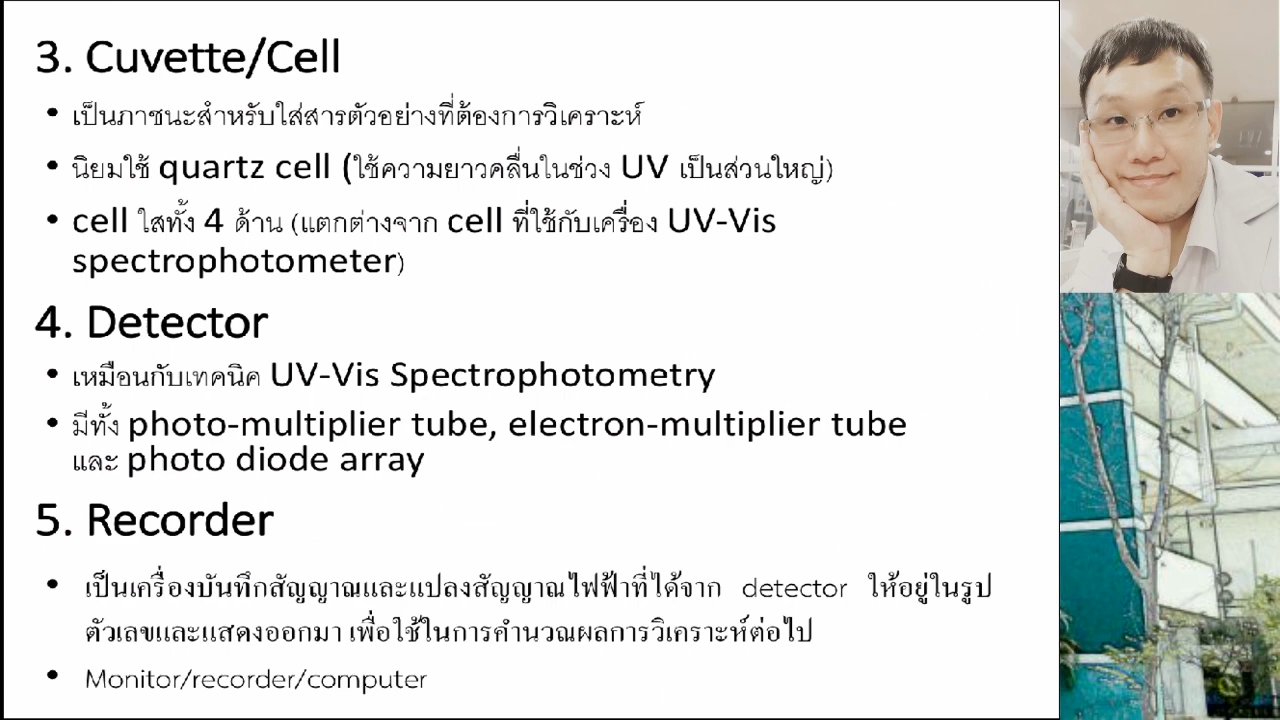 3. Cuvette/Cell
• เป็นภาชนะสำหรับใส่สารตัวอย่างที่ต้องการวิเคราะห์
• นิยมใช้ quartz cell (ใช้ความยาวคลื่นในช่วง UV เป็นส่วนใหญ่)
• cell ใสทั้ง 4 ด้าน (แตกต่างจาก cell ที่ใช้กับเครื่อง UV-Vis
spectrophotometer)
4. Detector
• เหมือนกับเทคนิค UV-Vis Spectrophotometry
• มีทั้ง photo-multiplier tube, electron-multiplier tube
และ photo diode array
5. Recorder
• เป็นเครื่องบันทึกสัญญาณและแปลงสัญญาณไฟฟ้าที่ได้จาก detector ให้อยู่ในรูป
ตัวเลขและแสดงออกมา เพื่อใช้ในการคำนวณผลการวิเคราะห์ต่อไป
• Monitor/recorder/computer